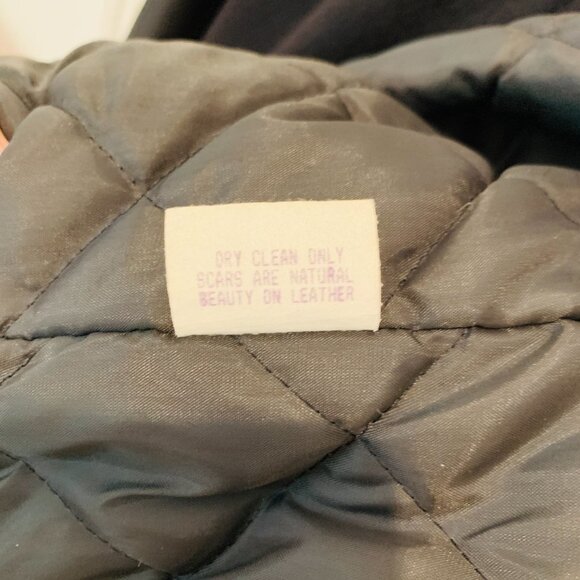 DRY CLEAN ONLY
SCARS ARE NATURAL
BEAUTY ON LEATHER